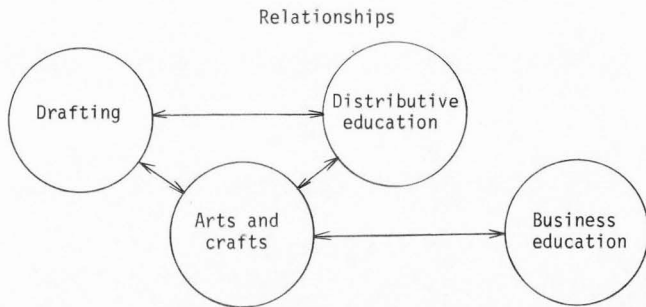 Relationships
Drafting
Distributive
education
Arts and
crafts
Business
education